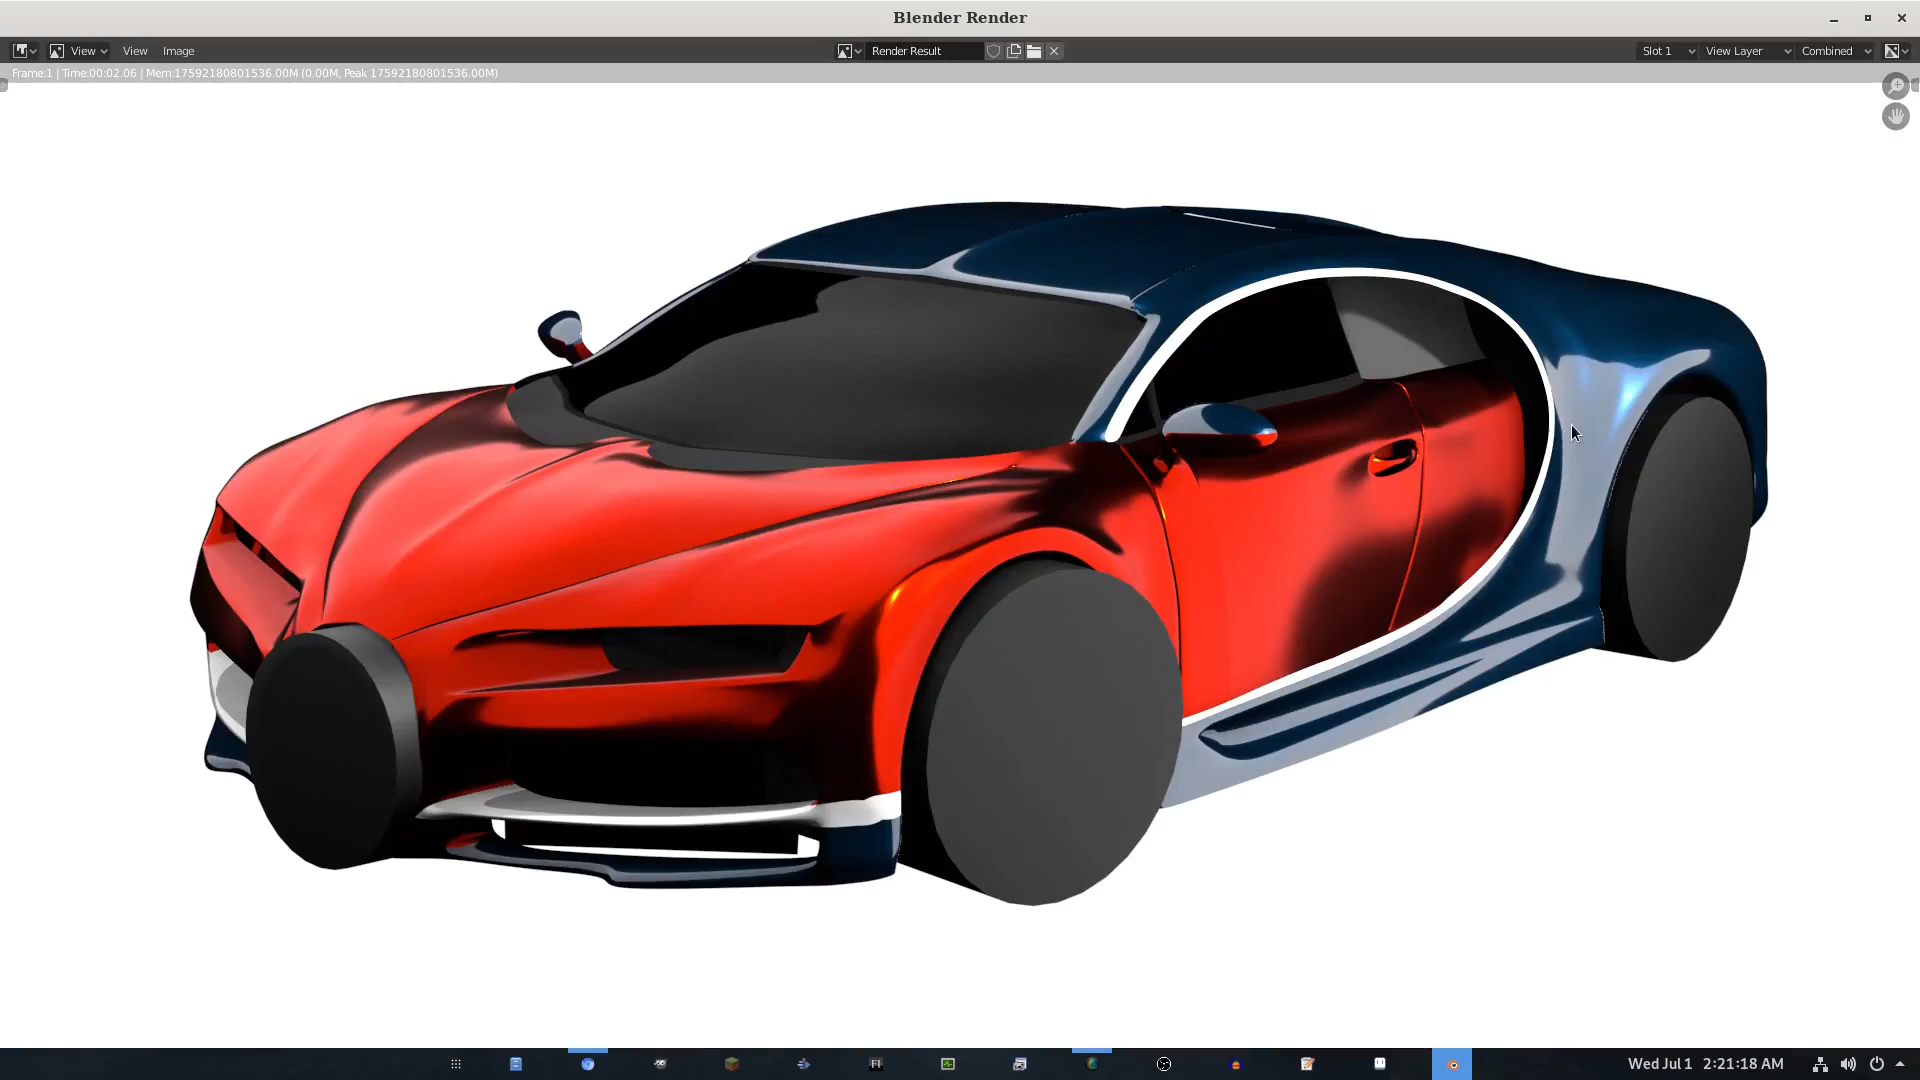 Blender Render
View View Image Render Result Slot 1 View Layer Combined
Frame:1 | Time:00:02.06 | Mem:17592180801536.00M (0.00M, Peak 17592180801536.00M)
Wed Jul 1 2:21:18 AM